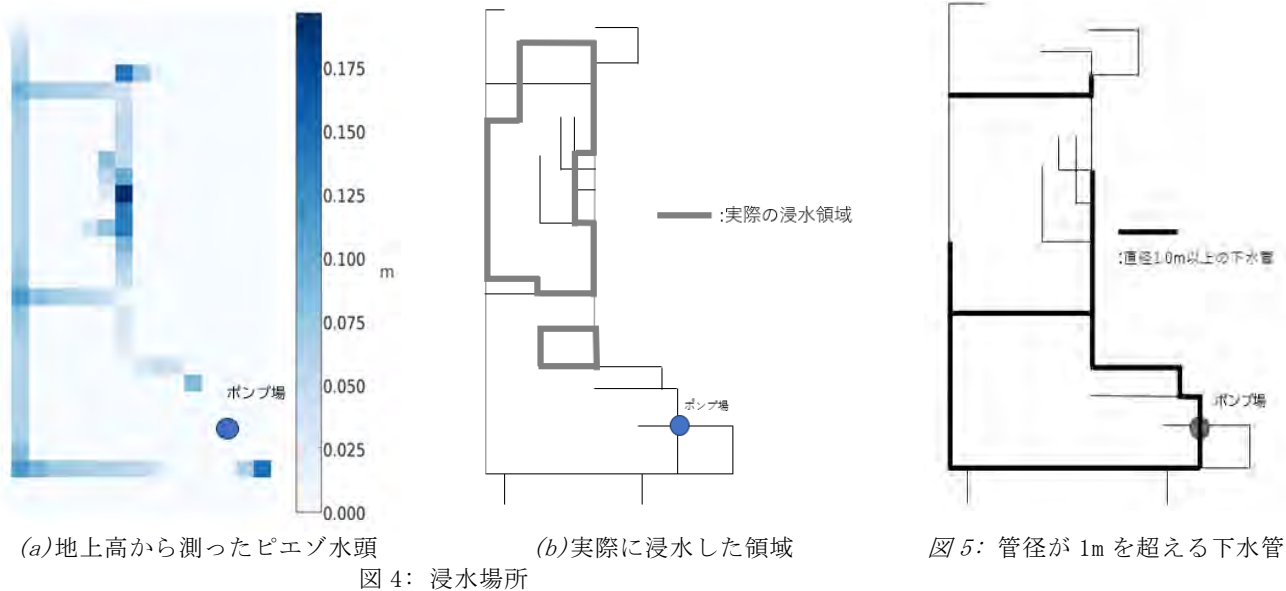 0.175
0.150
0.125
0.100
m
0.075
0.050
0.025
0.000
ポンプ場
(a)地上高から測ったピエゾ水頭
:実際の浸水領域
ポンプ場
(b)実際に浸水した領域
図 4: 浸水場所
:直径1.0m以上の下水管
ポンプ場
図 5: 管径が 1m を超える下水管